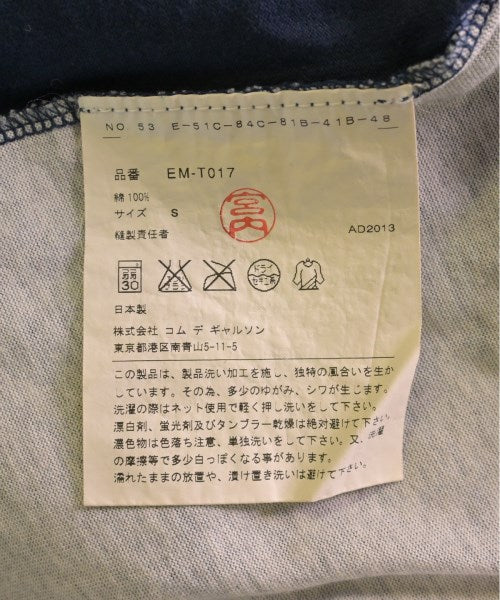 NO. 53 E-51C-84C-81B-41B-48
品番 EM-T017
綿 100%
サイズ S
縫製責任者 宮内 AD2013
弱 30
ドライ セキユ系
日本製
株式会社 コム デ ギャルソン
東京都港区南青山5-11-5
この製品は、製品洗い加工を施し、独特の風合いを生か
しています。その為、多少のゆがみ、シワが生じます。
洗濯の際はネット使用で軽く押し洗いをして下さい。
漂白剤、蛍光剤及びタンブラー乾燥は絶対避けて下さい。
濃色物は色落ち注意、単独洗いをして下さい。又、洗濯
の摩擦等で多少白っぽくなる事があります。
濡れたままの放置や、漬け置き洗いは避けて下さい。